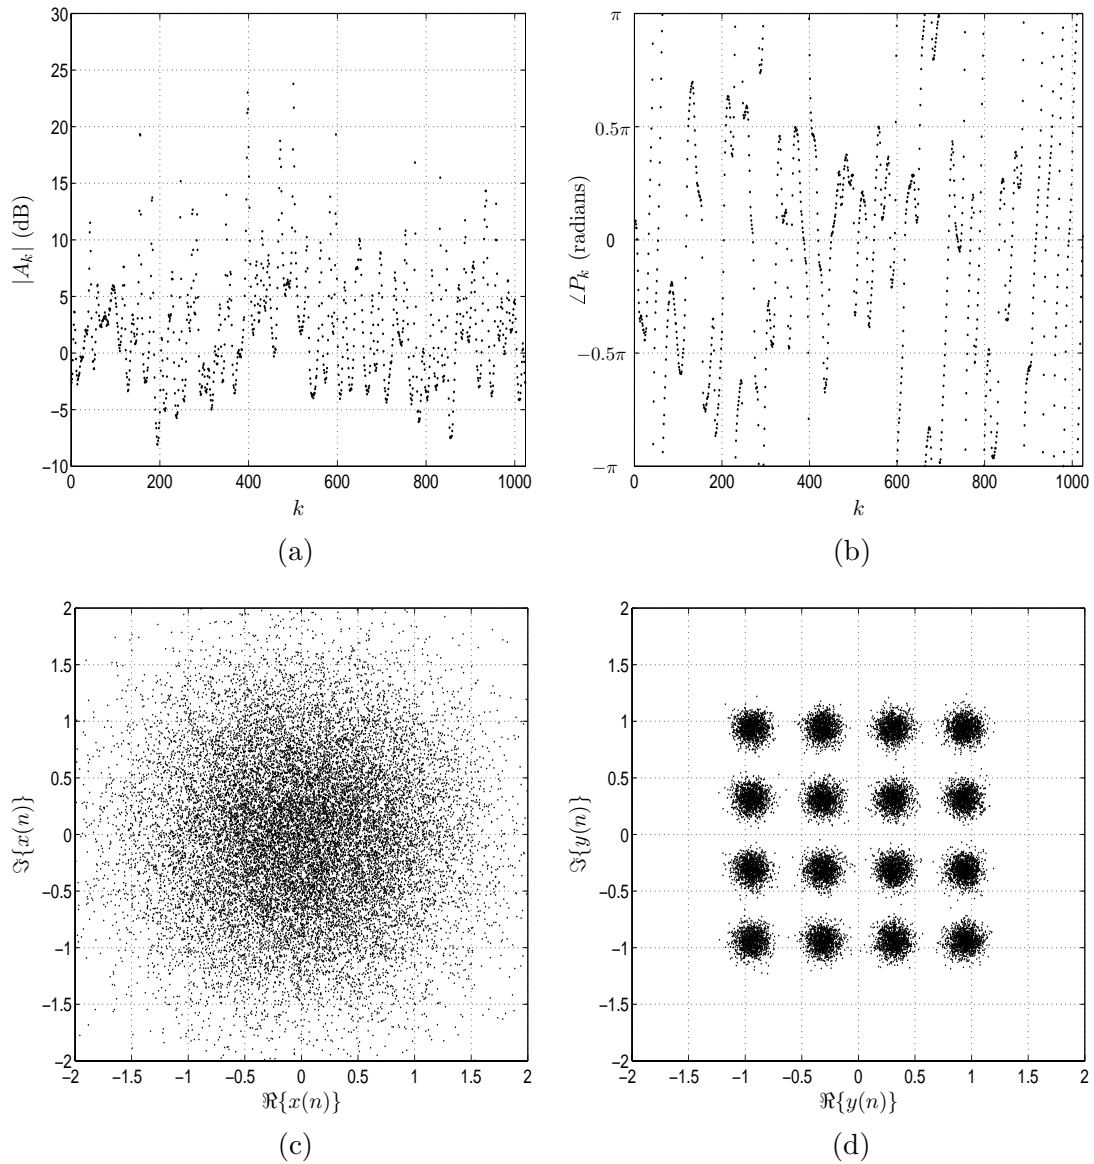 30
25
20
15
10
5
0
−5
−10
|A_k| (dB)
0 200 400 600 800 1000
k
(a)
π
0.5π
0
−0.5π
−π
∠P_k (radians)
0 200 400 600 800 1000
k
(b)
2
1.5
1
0.5
0
−0.5
−1
−1.5
−2
ℑ{x(n)}
−2 −1.5 −1 −0.5 0 0.5 1 1.5 2
ℜ{x(n)}
(c)
2
1.5
1
0.5
0
−0.5
−1
−1.5
−2
ℑ{y(n)}
−2 −1.5 −1 −0.5 0 0.5 1 1.5 2
ℜ{y(n)}
(d)